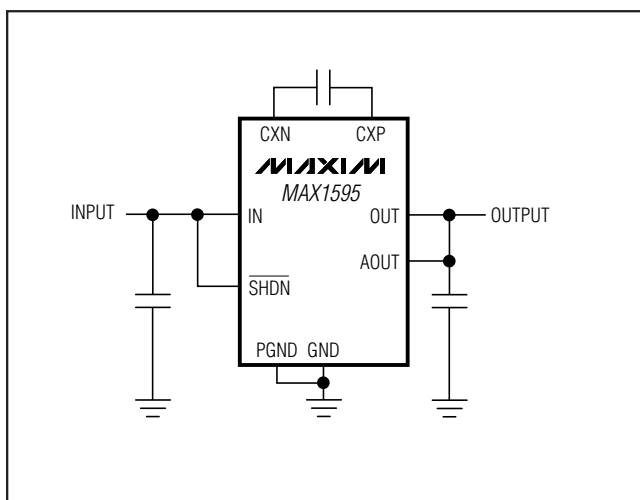 CXN CXP
MAXIM
MAX1595
INPUT IN OUT OUTPUT
AOUT
SHDN
PGND GND